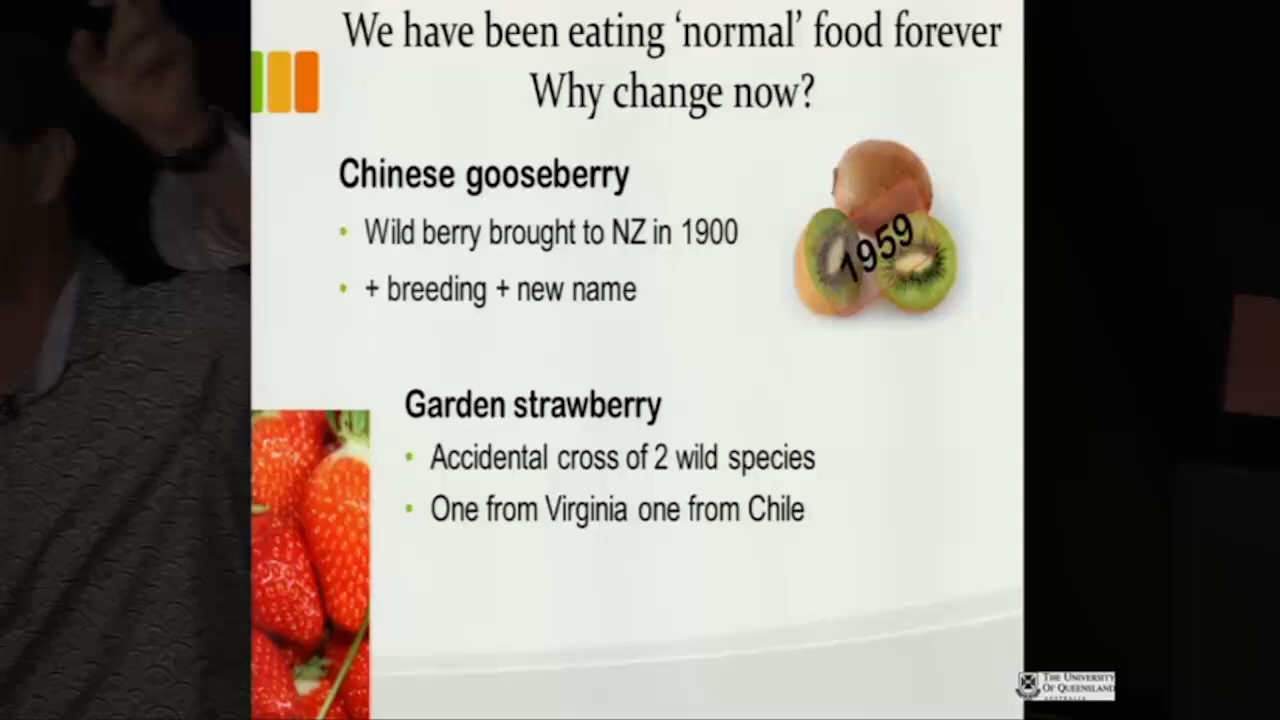 We have been eating ‘normal’ food forever
Why change now?
Chinese gooseberry
• Wild berry brought to NZ in 1900
• + breeding + new name
1959
Garden strawberry
• Accidental cross of 2 wild species
• One from Virginia one from Chile
THE UNIVERSITY
OF QUEENSLAND
AUSTRALIA